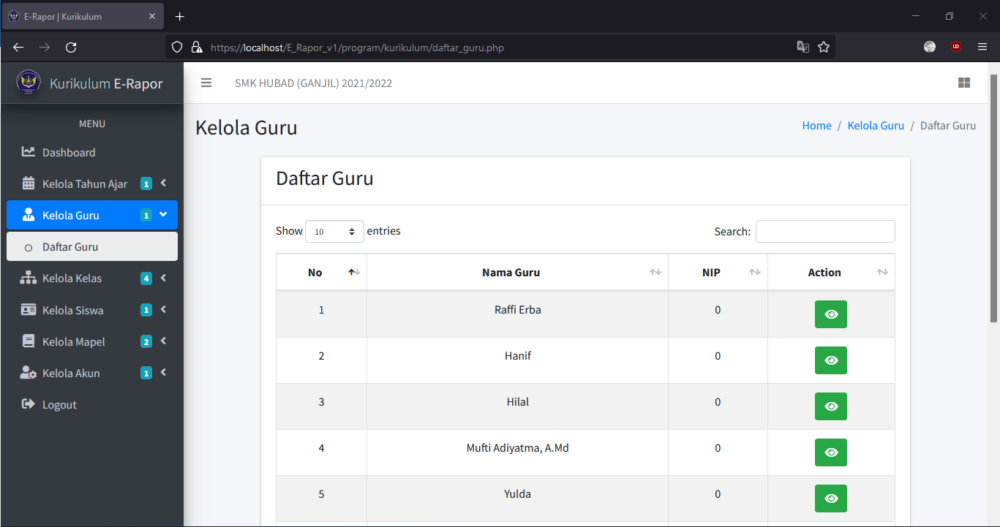 E-Rapor | Kurikulum
https://localhost/E_Rapor_v1/program/kurikulum/daftar_guru.php
Kurikulum E-Rapor
SMK HUBAD (GANJIL) 2021/2022
MENU
Dashboard
Kelola Tahun Ajar 1
Kelola Guru 1
Daftar Guru
Kelola Kelas 4
Kelola Siswa 1
Kelola Mapel 2
Kelola Akun 1
Logout
Kelola Guru
Home / Kelola Guru / Daftar Guru
Daftar Guru
Show 10 entries
Search:
No Nama Guru NIP Action
1 Raffi Erba 0
2 Hanif 0
3 Hilal 0
4 Mufti Adiyatma, A.Md 0
5 Yulda 0